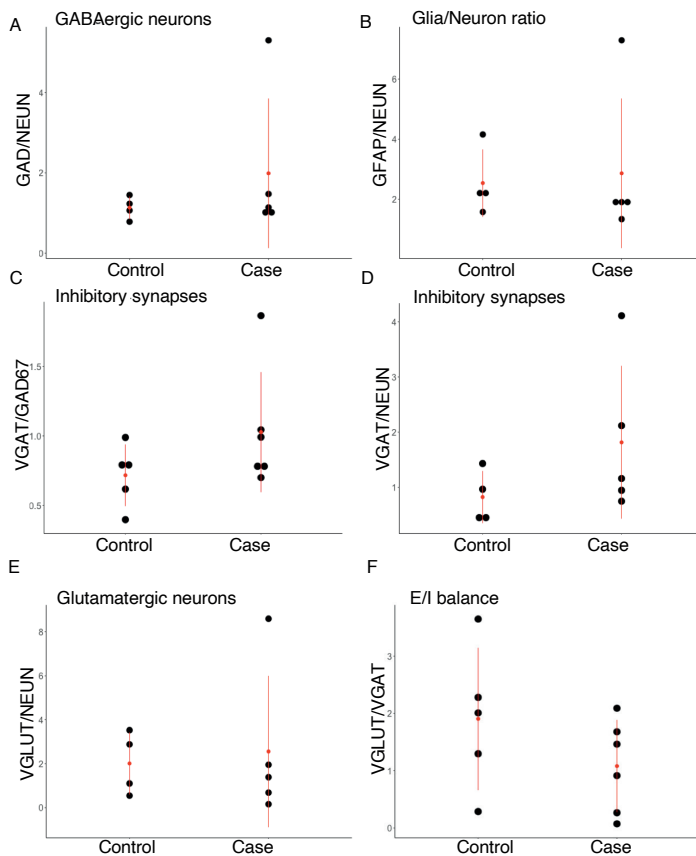 A GABAergic neurons
GAD/NEUN
4
2
0
Control Case
B Glia/Neuron ratio
GFAP/NEUN
6
4
2
Control Case
C Inhibitory synapses
VGAT/GAD67
1.5
1.0
0.5
Control Case
D Inhibitory synapses
VGAT/NEUN
4
3
2
1
Control Case
E Glutamatergic neurons
VGLUT/NEUN
8
6
4
2
0
Control Case
F E/I balance
VGLUT/VGAT
3
2
1
0
Control Case